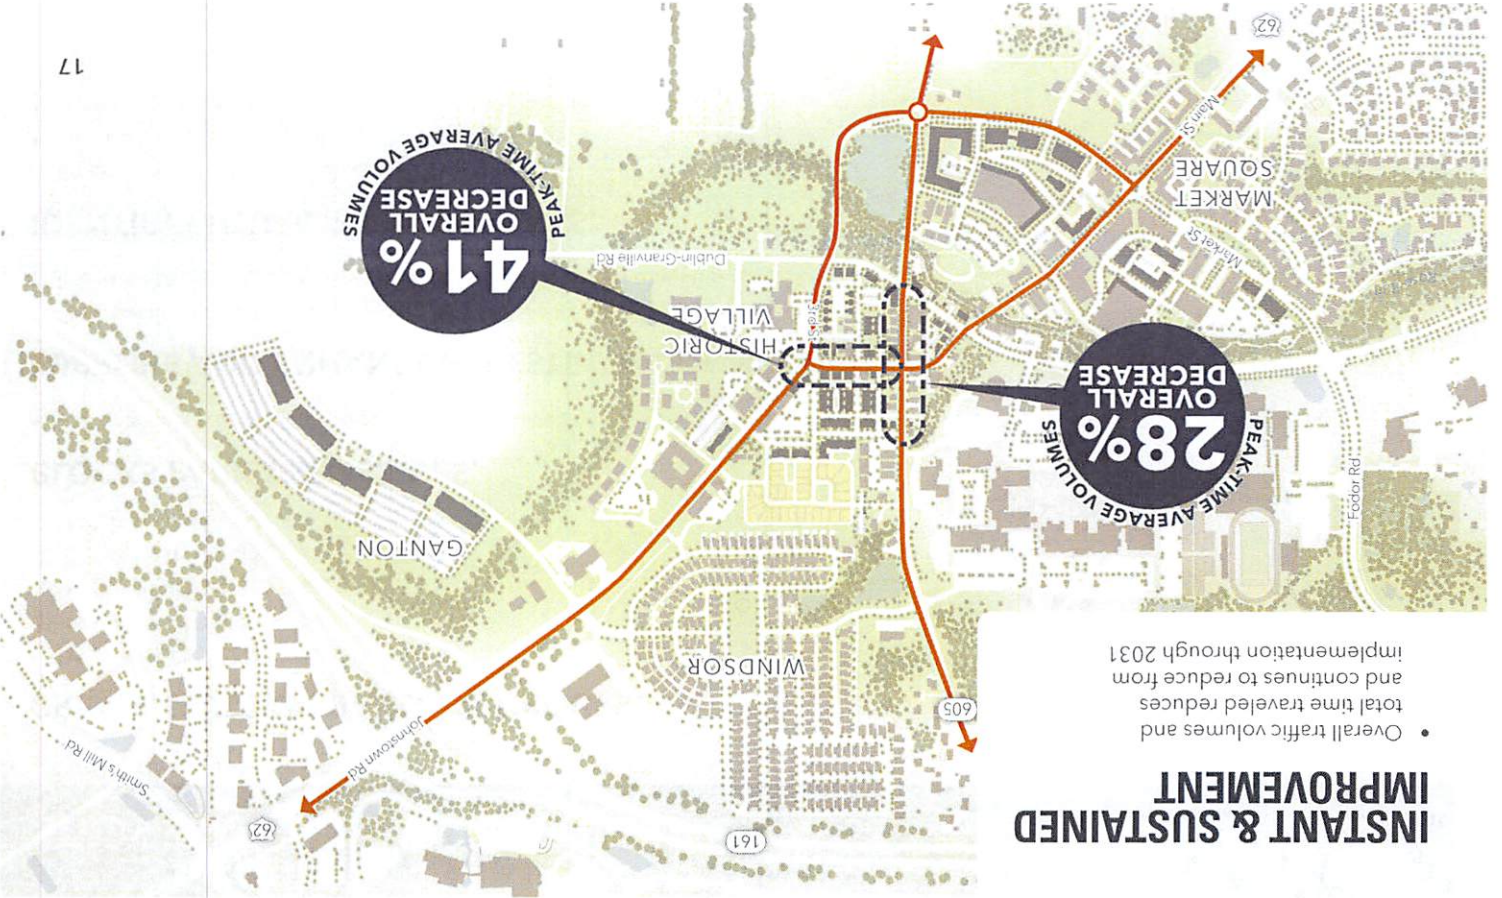 INSTANT & SUSTAINED
IMPROVEMENT
• Overall traffic volumes and
total time traveled reduces
and continues to reduce from
implementation through 2031
161
62
Smith's Mill Rd
Johnstown Rd
605
WINDSOR
GANTON
Fodor Rd
PEAK-TIME AVERAGE VOLUMES
28%
OVERALL
DECREASE
HISTORIC
VILLAGE
41%
OVERALL
DECREASE
PEAK-TIME AVERAGE VOLUMES
Dublin-Granville Rd
Market St
MARKET
SQUARE
Main St
62
17